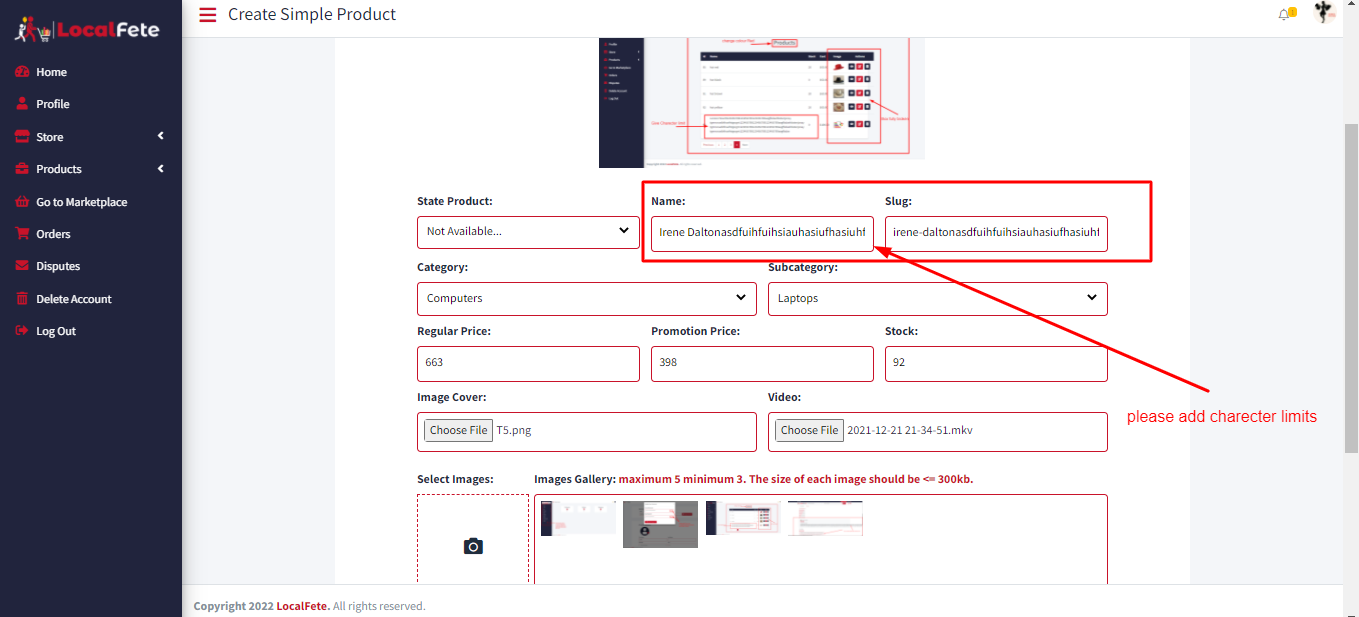 LocalFete
Create Simple Product
Home
Profile
Store
Products
Go to Marketplace
Orders
Disputes
Delete Account
Log Out
Products
State Product:
Name:
Slug:
Not Available...
Irene Daltonasdfuihfuihsiauhasiufhasiuhf
irene-daltonasdfuihfuihsiauhasiufhasiuhf
Category:
Subcategory:
Computers
Laptops
Regular Price:
Promotion Price:
Stock:
663
398
92
Image Cover:
Video:
Choose File T5.png
Choose File 2021-12-21 21-34-51.mkv
please add charecter limits
Select Images:
Images Gallery: maximum 5 minimum 3. The size of each image should be <= 300kb.
Copyright 2022 LocalFete. All rights reserved.